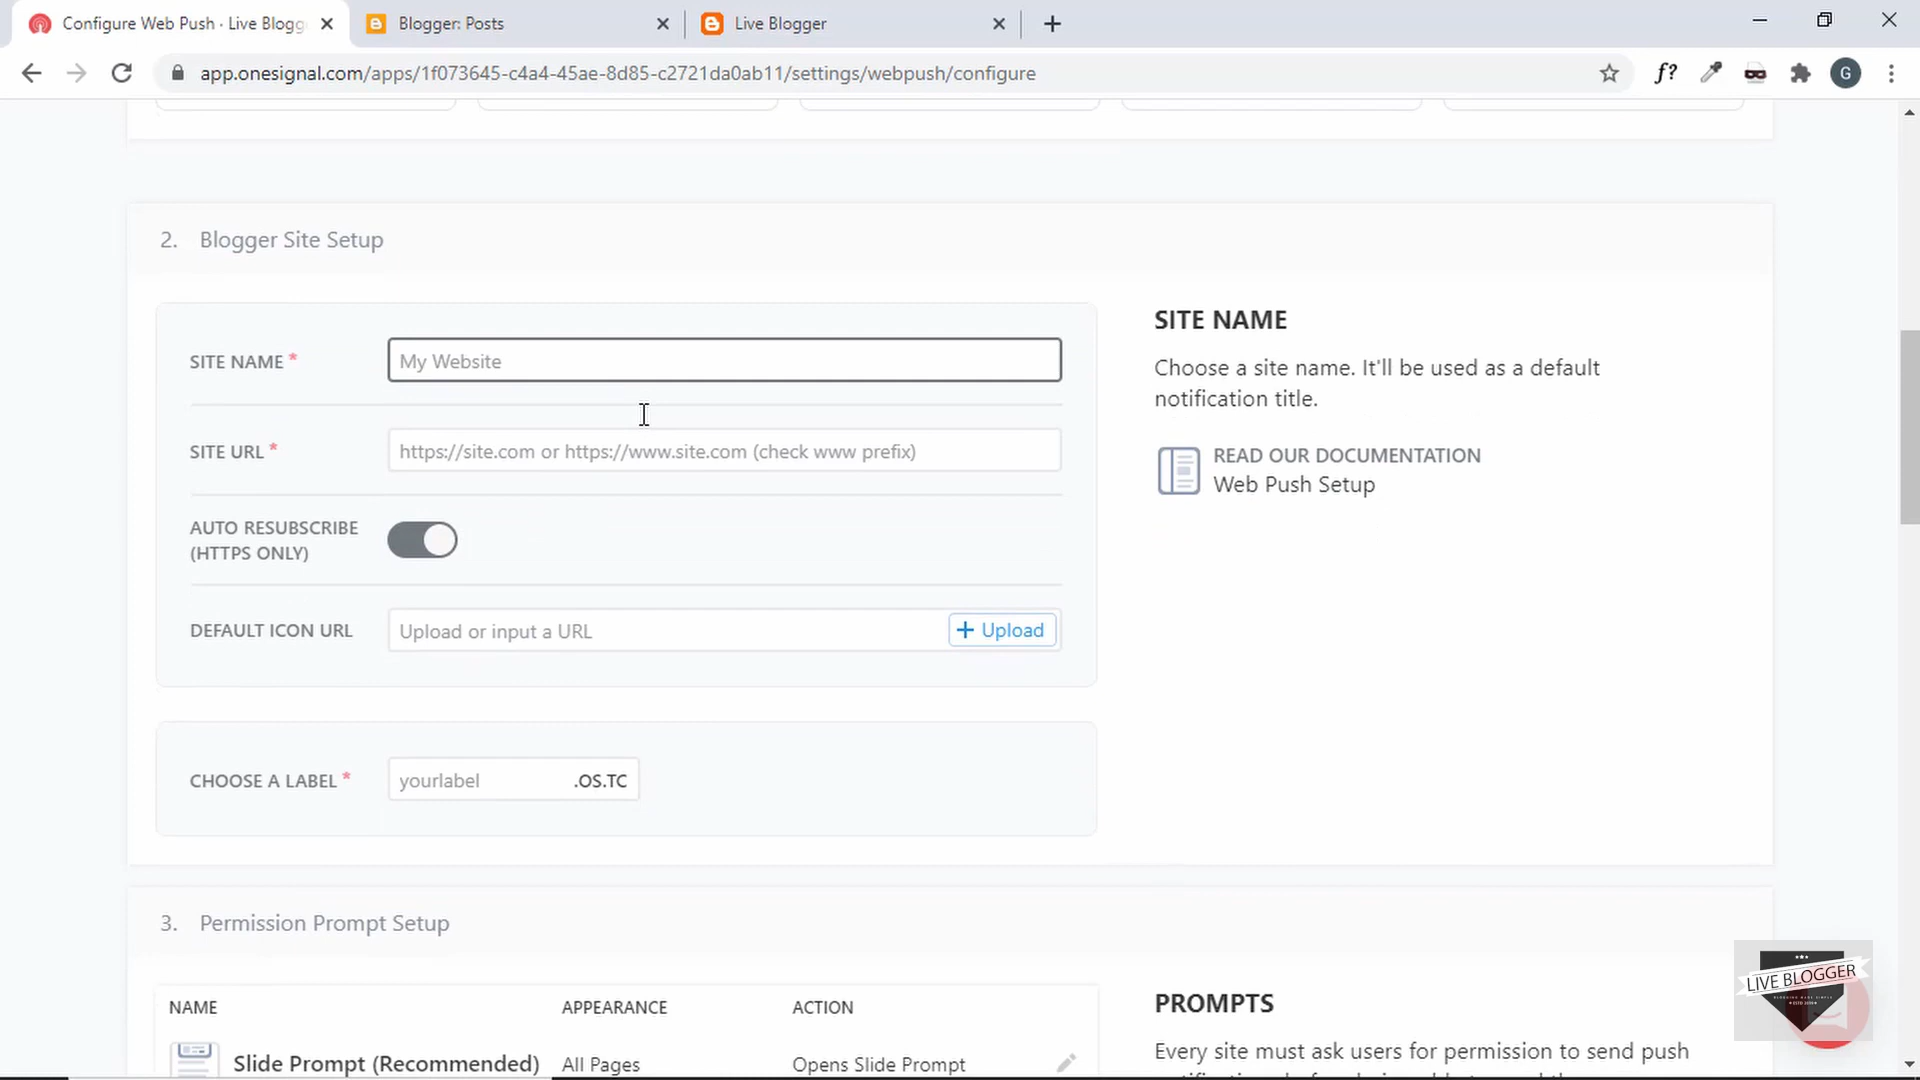 Configure Web Push · Live Blogg
Blogger: Posts
Live Blogger
app.onesignal.com/apps/1f073645-c4a4-45ae-8d85-c2721da0ab11/settings/webpush/configure
f?
G
2. Blogger Site Setup
SITE NAME *
My Website
SITE URL *
https://site.com or https://www.site.com (check www prefix)
AUTO RESUBSCRIBE
(HTTPS ONLY)
DEFAULT ICON URL
Upload or input a URL
+ Upload
SITE NAME
Choose a site name. It'll be used as a default
notification title.
READ OUR DOCUMENTATION
Web Push Setup
CHOOSE A LABEL *
yourlabel
.OS.TC
3. Permission Prompt Setup
NAME
APPEARANCE
ACTION
Slide Prompt (Recommended)
All Pages
Opens Slide Prompt
PROMPTS
Every site must ask users for permission to send push
LIVE BLOGGER